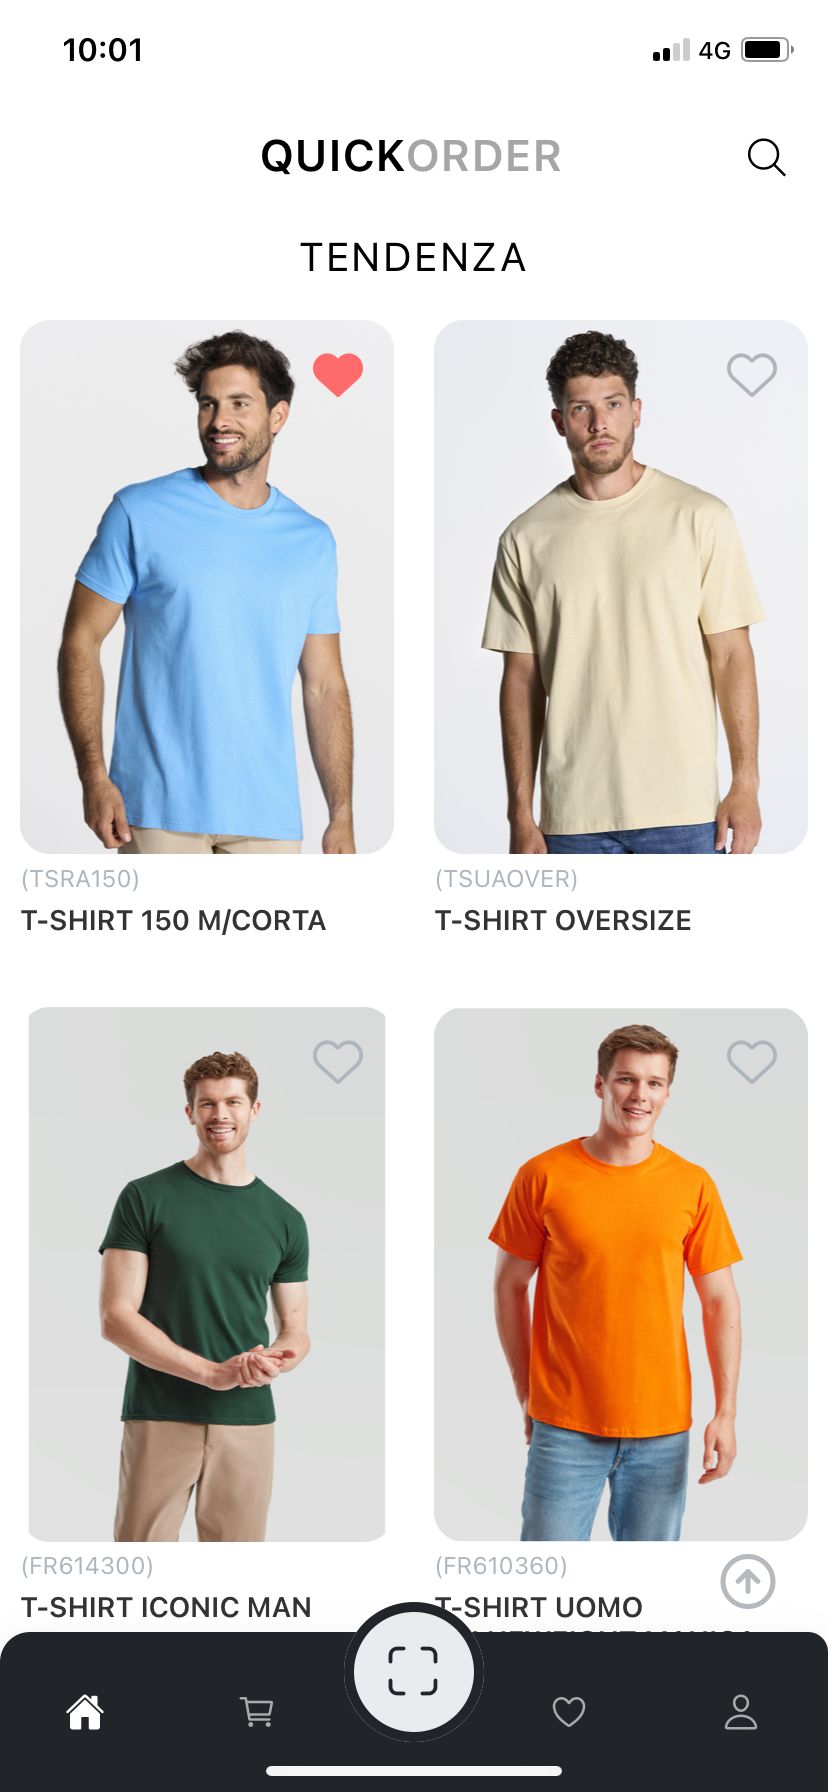 10:01
4G
QUICKORDER
TENDENZA
(TSRA150)
T-SHIRT 150 M/CORTA
(TSUAOVER)
T-SHIRT OVERSIZE
(FR614300)
T-SHIRT ICONIC MAN
(FR610360)
T-SHIRT UOMO